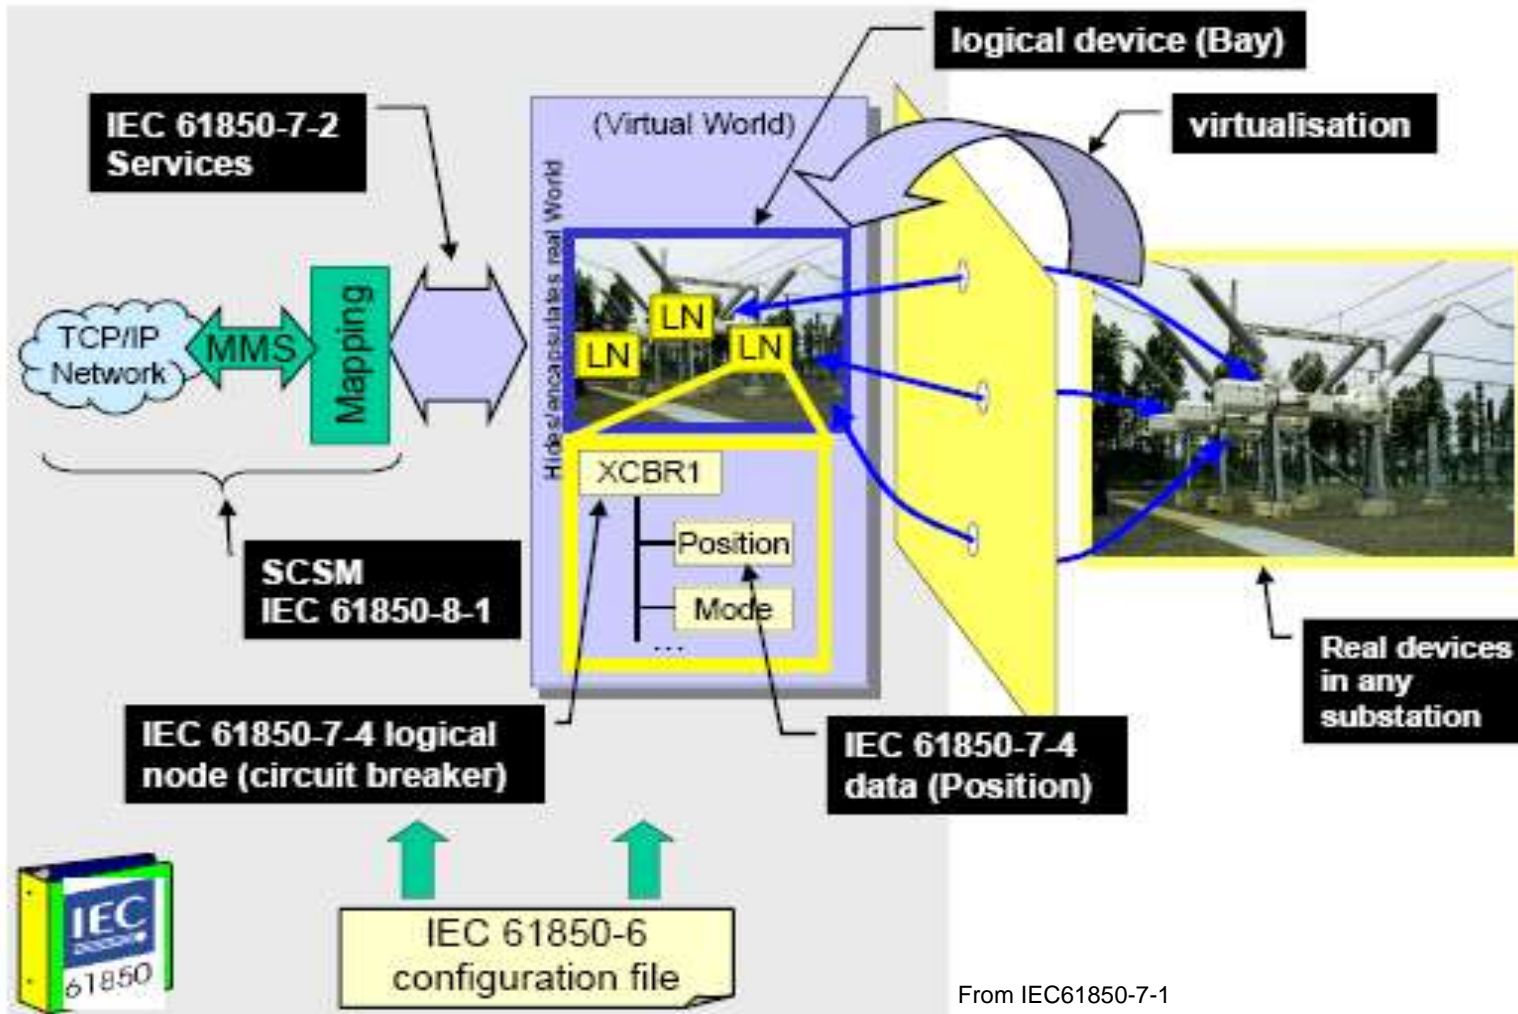 logical device (Bay)
IEC 61850-7-2
Services
(Virtual World)
virtualisation
Hides/encapsulates real World
TCP/IP
Network
MMS
Mapping
LN
LN
LN
XCBR1
Position
Mode
...
SCSM
IEC 61850-8-1
Real devices
in any
substation
IEC 61850-7-4 logical
node (circuit breaker)
IEC 61850-7-4
data (Position)
IEC
61850
IEC 61850-6
configuration file
From IEC61850-7-1